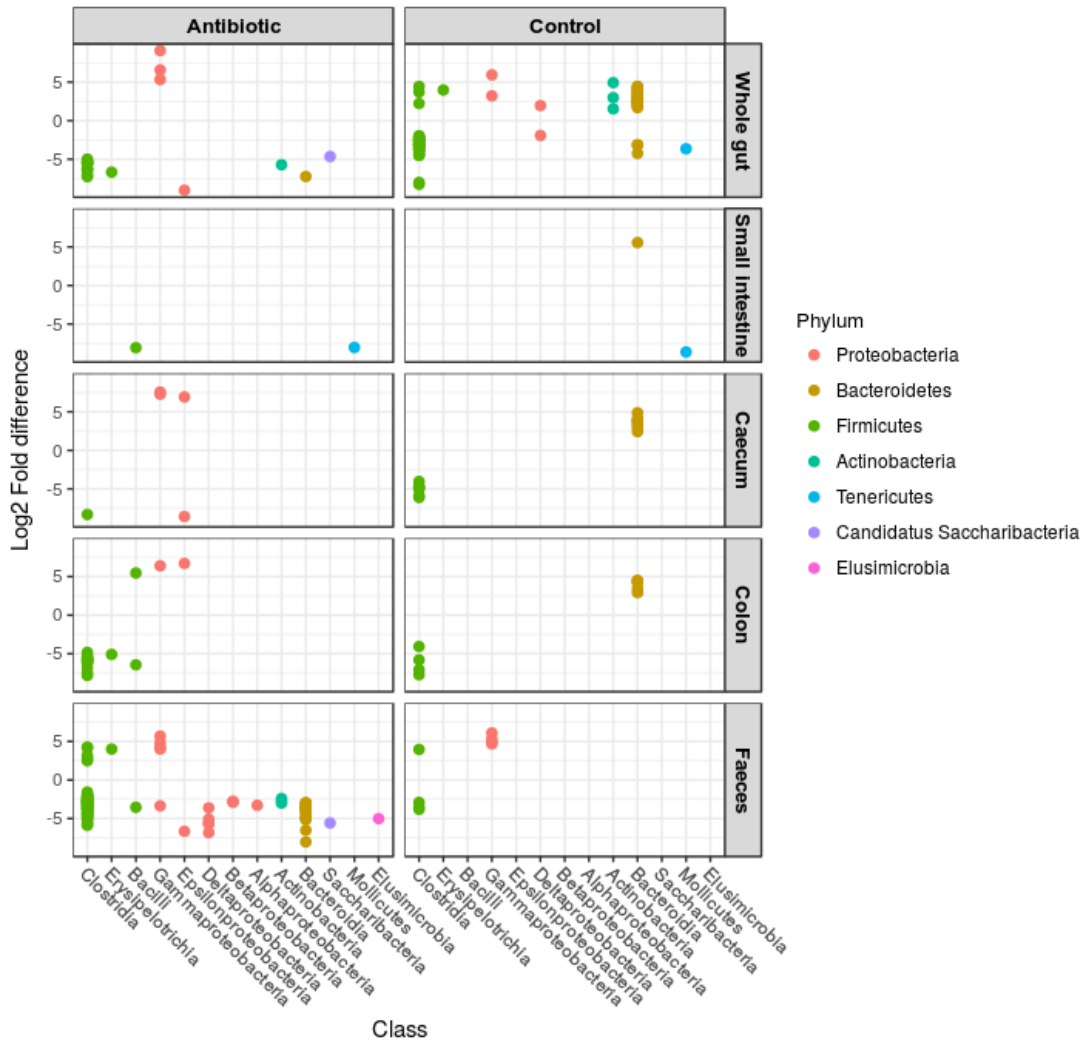 Antibiotic
Control
5
0
-5
Whole gut
5
0
-5
Small intestine
5
0
-5
Caecum
5
0
-5
Colon
5
0
-5
Faeces
Log2 Fold difference
Clostridia
Erysipelotrichia
Bacilli
Gammaproteobacteria
Epsilonproteobacteria
Deltaproteobacteria
Betaproteobacteria
Alphaproteobacteria
Actinobacteria
Bacteroidia
Saccharibacteria
Mollicutes
Elusimicrobia
Clostridia
Erysipelotrichia
Bacilli
Gammaproteobacteria
Epsilonproteobacteria
Deltaproteobacteria
Betaproteobacteria
Alphaproteobacteria
Actinobacteria
Bacteroidia
Saccharibacteria
Mollicutes
Elusimicrobia
Class
Phylum
Proteobacteria
Bacteroidetes
Firmicutes
Actinobacteria
Tenericutes
Candidatus Saccharibacteria
Elusimicrobia